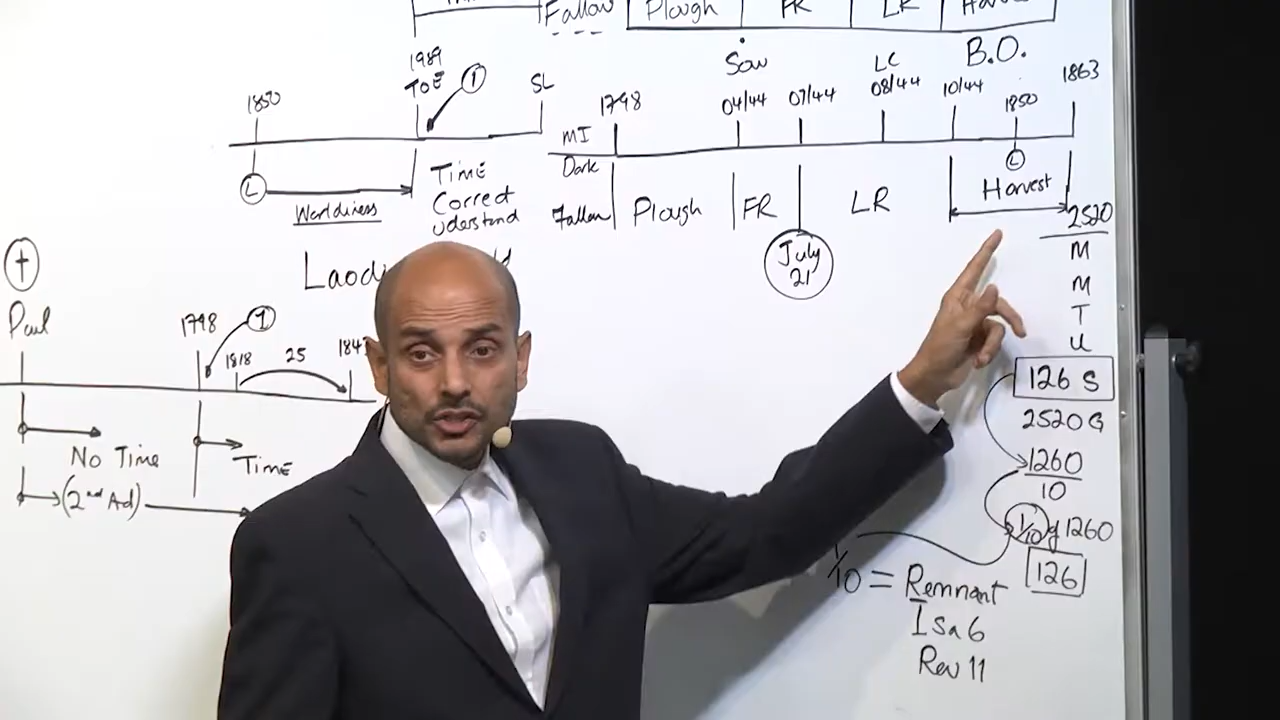 Fallow
Plough
FR
LR
Sow
B.O.
1989
TOE
①
SL
1850
1798
04/44
07/44
LC
08/44
10/44
1850
1863
MI
Dark
L
L
Worldiness
TIME
Correct
uderstand
Fallow
Plough
FR
LR
Harvest
July
21
2520
M
M
T
U
126 S
2520G
1260
10
1/10 of 1260
126
1/10 = Remnant
Isa 6
Rev 11
Paul
1798
①
1818
25
No Time
TIME
(2nd Ad)